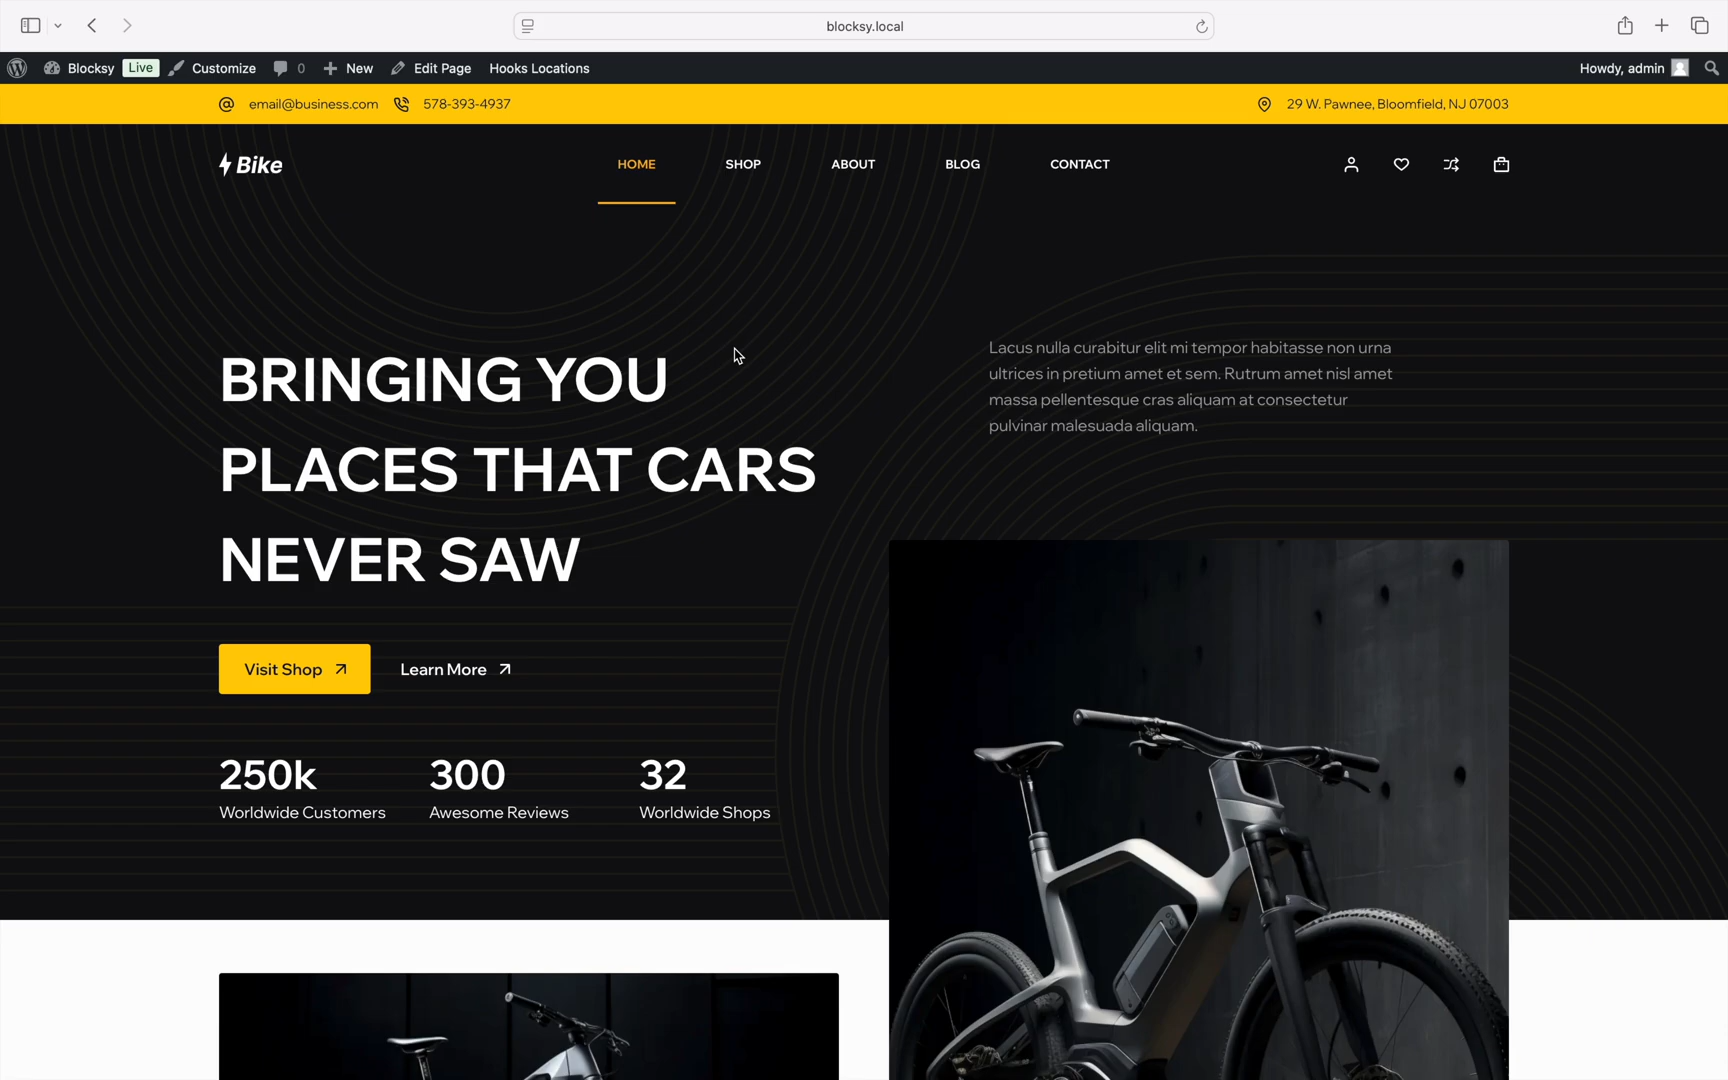 blocksy.local
Blocksy Live Customize 0 New Edit Page Hooks Locations Howdy, admin
email@business.com 578-393-4937 29 W. Pawnee, Bloomfield, NJ 07003
Bike HOME SHOP ABOUT BLOG CONTACT
BRINGING YOU
PLACES THAT CARS
NEVER SAW
Lacus nulla curabitur elit mi tempor habitasse non urna
ultrices in pretium amet et sem. Rutrum amet nisl amet
massa pellentesque cras aliquam at consectetur
pulvinar malesuada aliquam.
Visit Shop Learn More
250k 300 32
Worldwide Customers Awesome Reviews Worldwide Shops